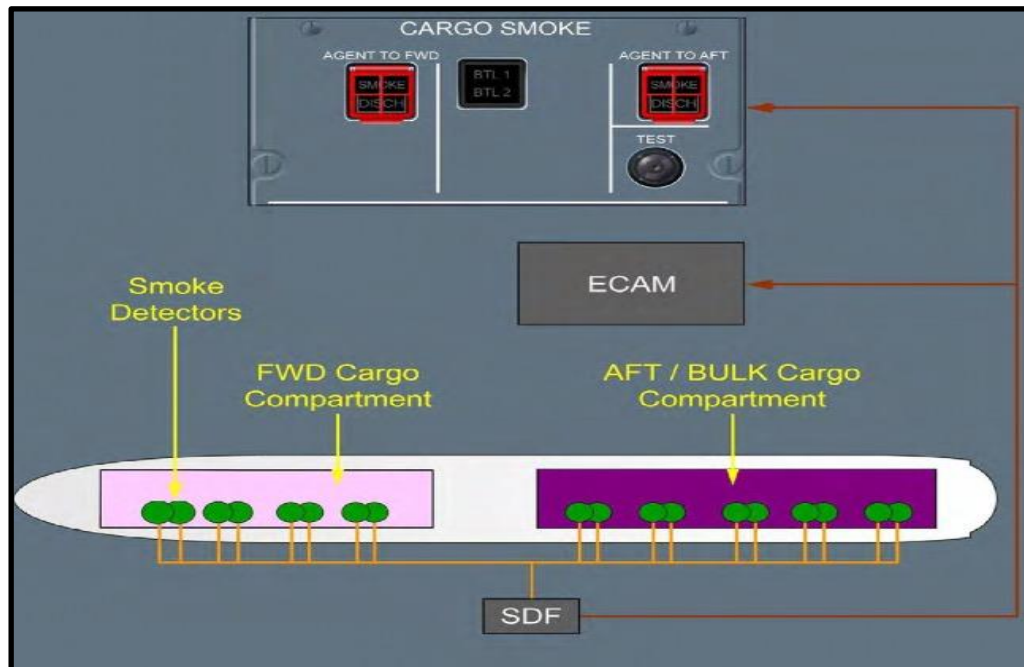 CARGO SMOKE
AGENT TO FWD
AGENT TO AFT
SMOKE
DISCH
BTL 1
BTL 2
SMOKE
DISCH
TEST
ECAM
Smoke
Detectors
FWD Cargo
Compartment
AFT / BULK Cargo
Compartment
SDF